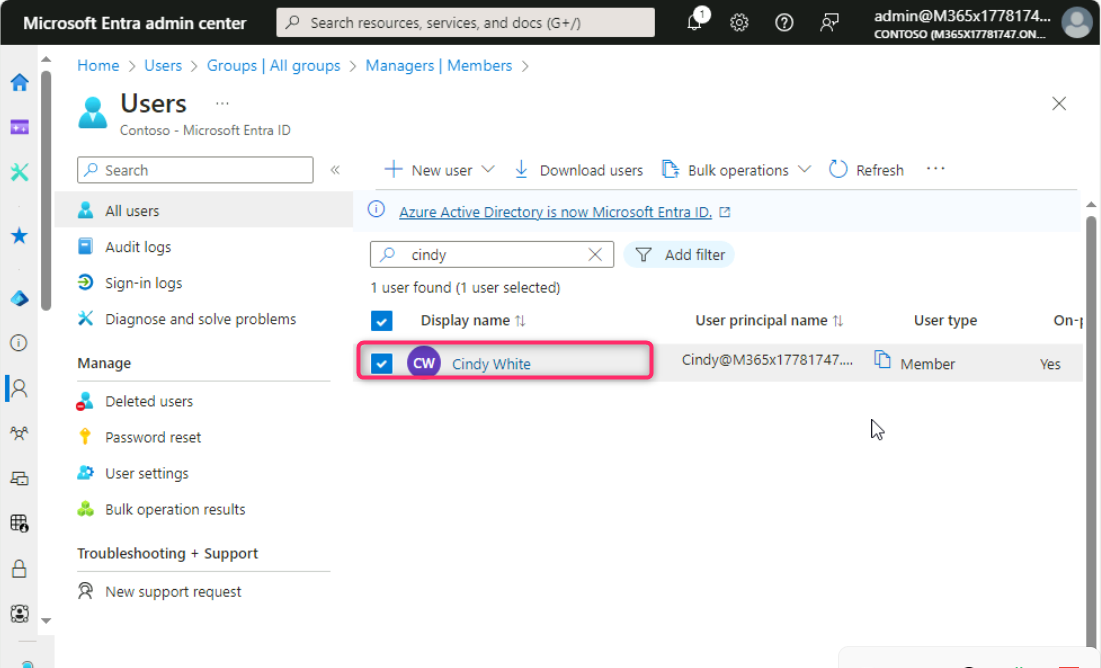 Microsoft Entra admin center
Search resources, services, and docs (G+/)
1
admin@M365x1778174...
CONTOSO (M365X17781747.ON...
Home > Users > Groups | All groups > Managers | Members >
Users ...
Contoso - Microsoft Entra ID
Search
«
New user
Download users
Bulk operations
Refresh
...
All users
Audit logs
Sign-in logs
Diagnose and solve problems
Manage
Deleted users
Password reset
User settings
Bulk operation results
Troubleshooting + Support
New support request
Azure Active Directory is now Microsoft Entra ID.
cindy
Add filter
1 user found (1 user selected)
Display name ↑↓ User principal name ↑↓ User type On-p
CW Cindy White Cindy@M365x17781747.... Member Yes